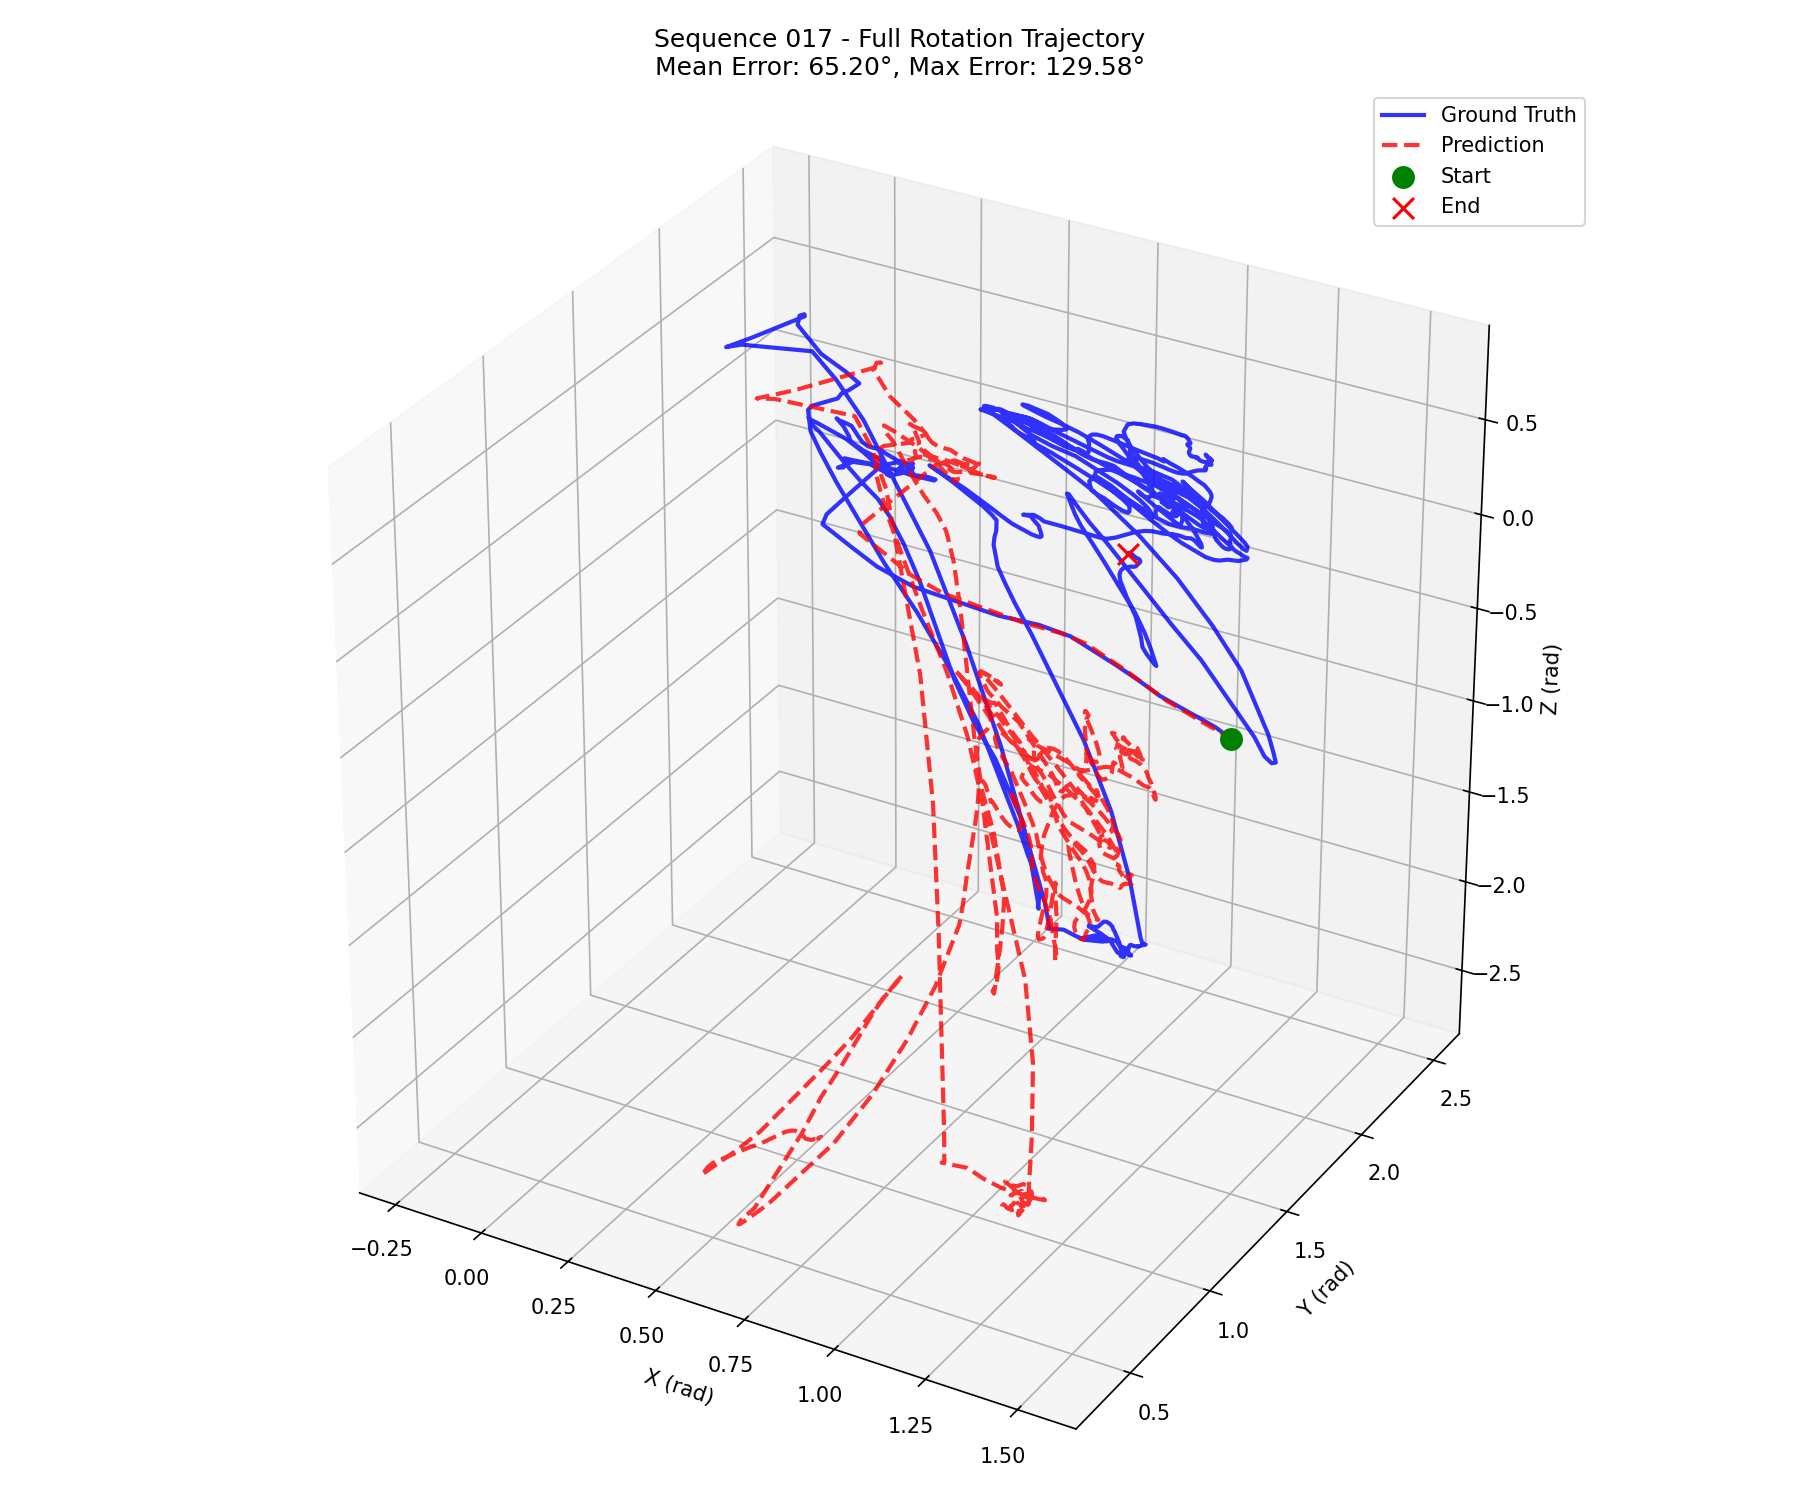 Sequence 017 - Full Rotation Trajectory
Mean Error: 65.20°, Max Error: 129.58°
Ground Truth
Prediction
Start
End
0.5
0.0
−0.5
−1.0
−1.5
−2.0
−2.5
Z (rad)
2.5
2.0
1.5
1.0
0.5
Y (rad)
−0.25
0.00
0.25
0.50
0.75
1.00
1.25
1.50
X (rad)